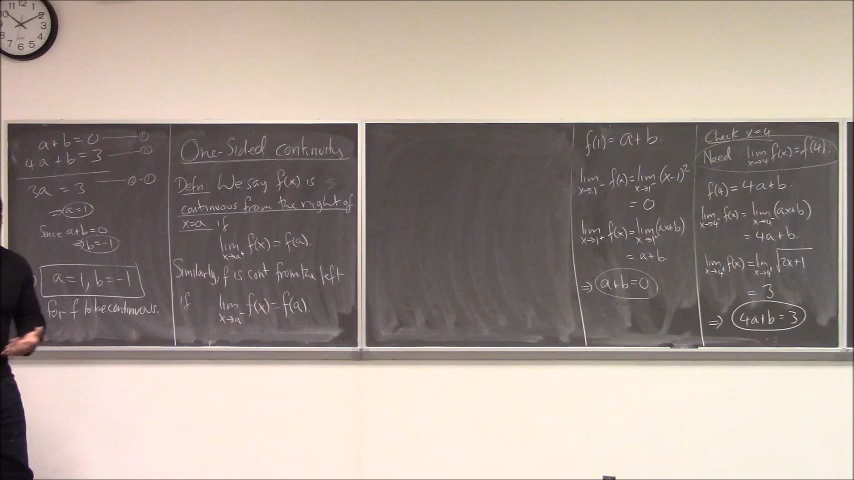 a+b=0 ①
4a+b=3 ②
3a=3 ②-①
⇒ a=1
Since a+b=0
⇒ b=-1
a=1, b=-1
for f to be continuous.
One-Sided Continuity
Defn: We say f(x) is
continuous from the right of
x=a if
lim x→a⁺ f(x)=f(a).
Similarly, f is cont from the left
if lim x→a⁻ f(x)=f(a).
f(1)=a+b.
lim x→1⁻ f(x)=lim x→1⁻ (x-1)²
=0
lim x→1⁺ f(x)=lim x→1⁺ (ax+b)
=a+b
⇒ a+b=0
Check x=4
Need lim x→4 f(x)=f(4).
f(4)=4a+b.
lim x→4⁻ f(x)=lim x→4⁻ (ax+b)
=4a+b.
lim x→4⁺ f(x)=lim x→4⁺ √2x+1
=3
⇒ 4a+b=3